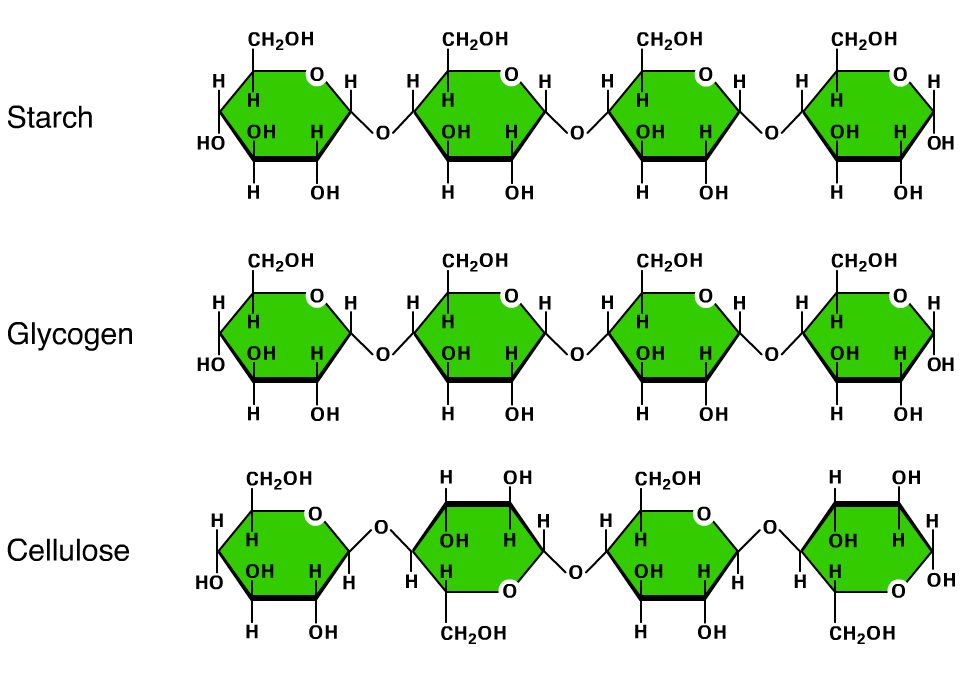 CH₂OH CH₂OH CH₂OH CH₂OH
H O H H O H H O H H O H
H H H H
Starch
OH H O OH H O OH H O OH H
HO OH
H OH H OH H OH H OH
CH₂OH CH₂OH CH₂OH CH₂OH
H O H H O H H O H H O H
H H H H
Glycogen
OH H O OH H O OH H O OH H
HO OH
H OH H OH H OH H OH
CH₂OH H OH CH₂OH H OH
H O O H H O O H
H OH H H OH H
Cellulose
HO OH H H H H O OH H H H H OH
O O
H OH CH₂OH H OH CH₂OH